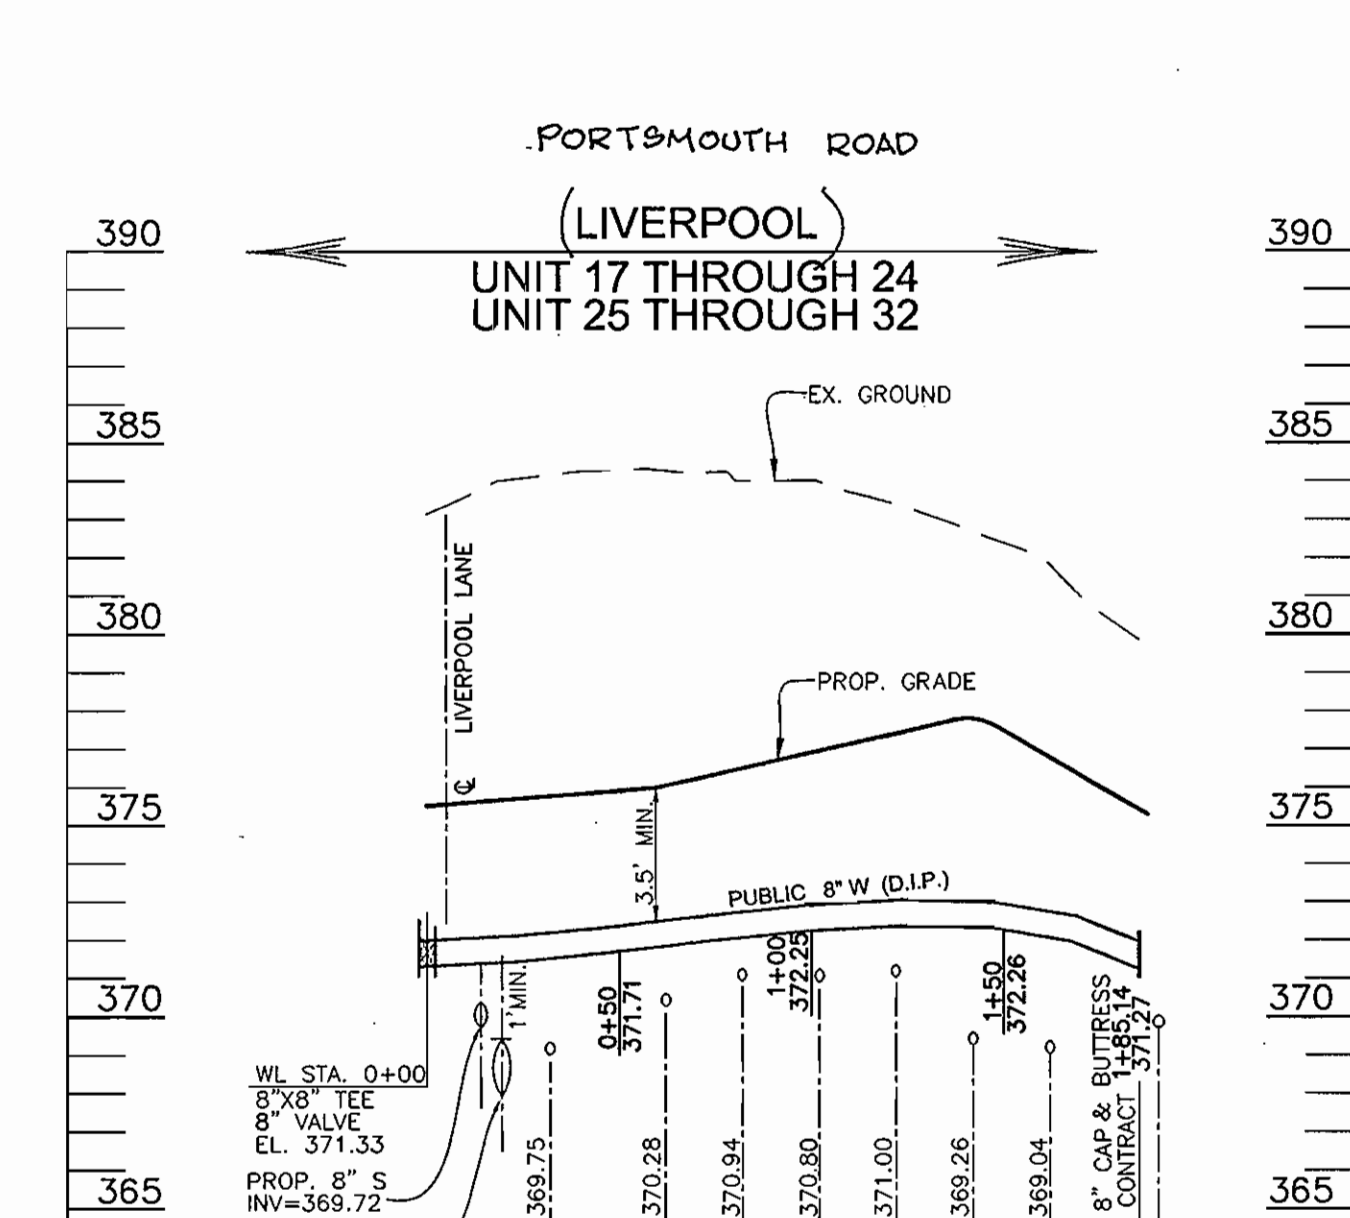 PORTSMOUTH ROAD
(LIVERPOOL)
UNIT 17 THROUGH 24
UNIT 25 THROUGH 32
390
390
EX. GROUND
385
385
LIVERPOOL LANE
380
380
PROP. GRADE
℄
375
375
3.5' MIN.
PUBLIC 8" W (D.I.P.)
1' MIN.
0+50
371.71
1+00
372.25
1+50
372.26
8" CAP & BUTTRESS
CONTRACT 1+85.14
371.27
370
370
WL STA. 0+00
8"X8" TEE
8" VALVE
EL. 371.33
PROP. 8" S
INV=369.72
369.75
370.28
370.94
370.80
371.00
369.26
369.04
365
365